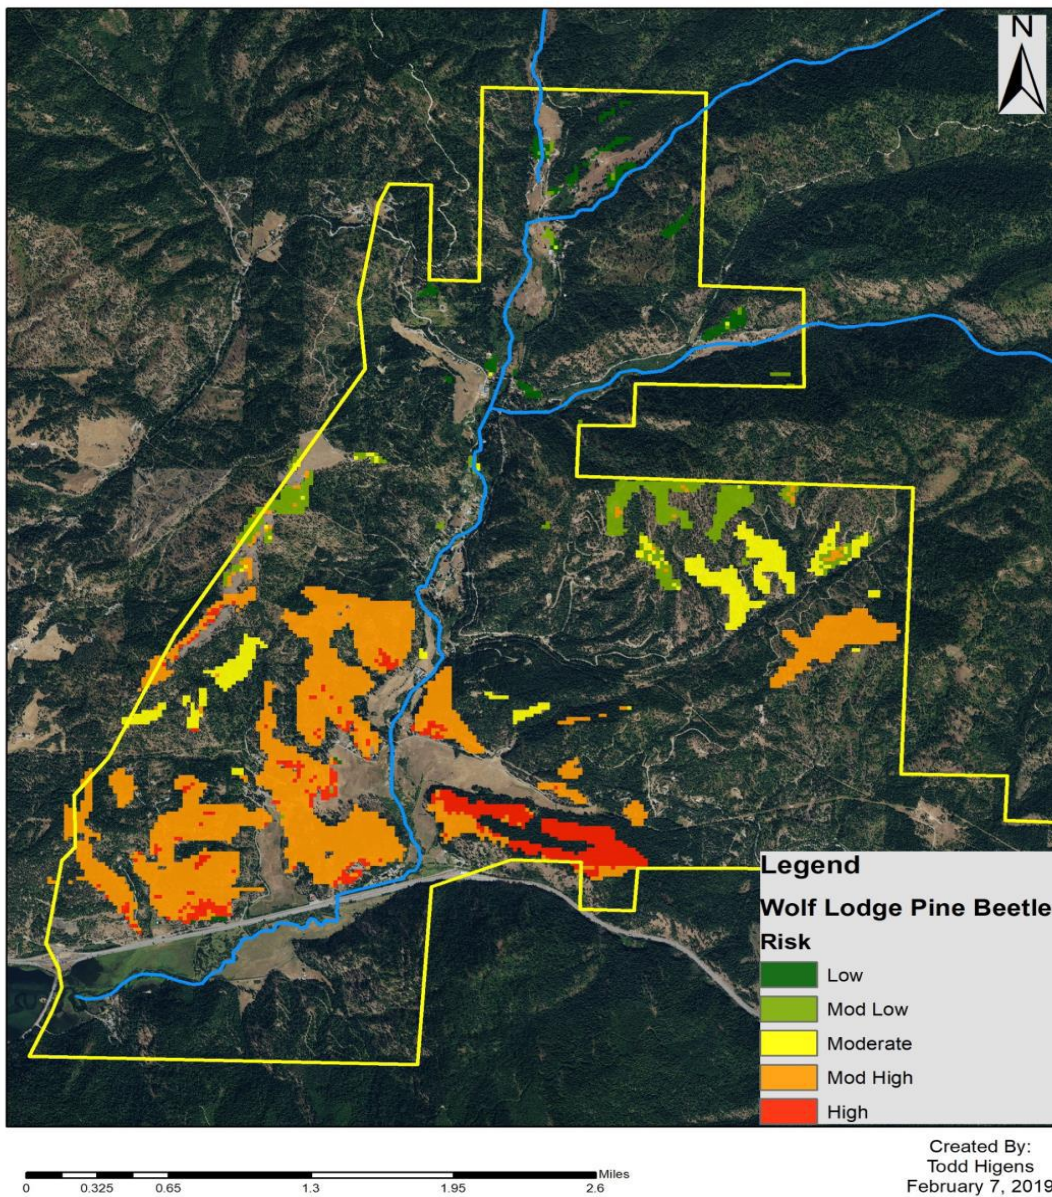 N
Legend
Wolf Lodge Pine Beetle
Risk
Low
Mod Low
Moderate
Mod High
High
Miles
0 0.325 0.65 1.3 1.95 2.6
Created By:
Todd Higens
February 7, 2019